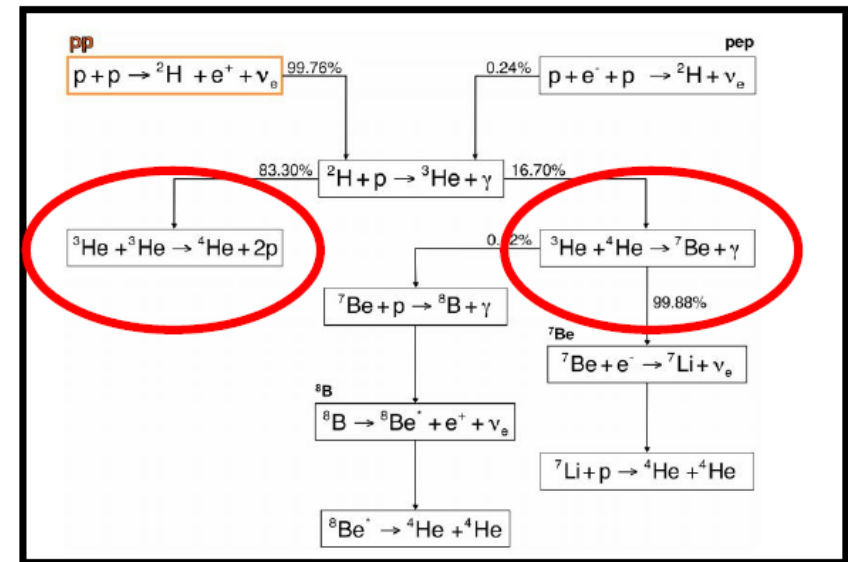 pp
pep
p+p → ²H + e⁺ + νₑ
99.76%
0.24%
p+e⁻+p → ²H + νₑ
83.30%
²H+p → ³He + γ
16.70%
³He + ³He → ⁴He + 2p
³He + ⁴He → ⁷Be + γ
⁷Be + p → ⁸B + γ
99.88%
⁷Be
⁷Be + e⁻ → ⁷Li + νₑ
⁸B
⁸B → ⁸Be* + e⁺ + νₑ
⁷Li + p → ⁴He + ⁴He
⁸Be* → ⁴He + ⁴He